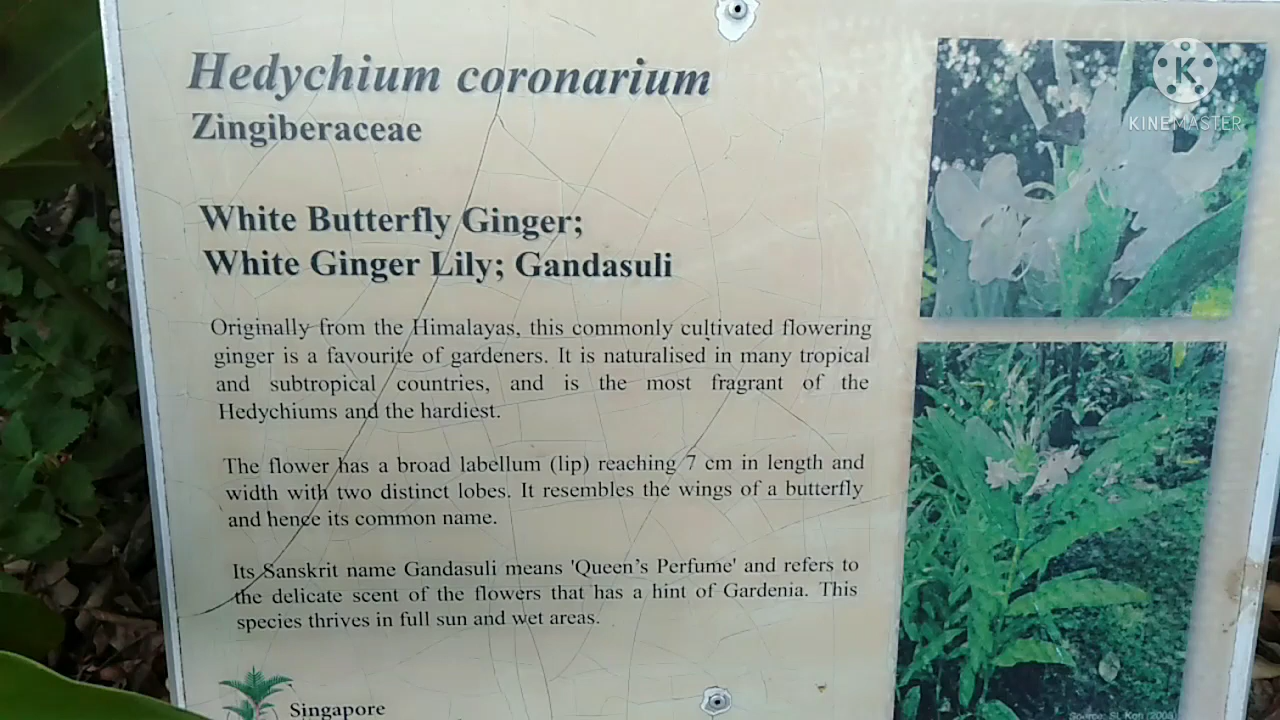 Hedychium coronarium
Zingiberaceae
White Butterfly Ginger;
White Ginger Lily; Gandasuli
Originally from the Himalayas, this commonly cultivated flowering
ginger is a favourite of gardeners. It is naturalised in many tropical
and subtropical countries, and is the most fragrant of the
Hedychiums and the hardiest.
The flower has a broad labellum (lip) reaching 7 cm in length and
width with two distinct lobes. It resembles the wings of a butterfly
and hence its common name.
Its Sanskrit name Gandasuli means 'Queen's Perfume' and refers to
the delicate scent of the flowers that has a hint of Gardenia. This
species thrives in full sun and wet areas.
Singapore
K
KINEMASTER